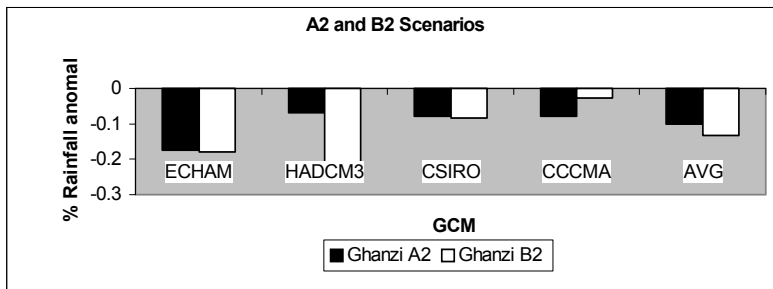 A2 and B2 Scenarios
% Rainfall anomal
0
-0.1
-0.2
-0.3
ECHAM HADCM3 CSIRO CCCMA AVG
GCM
Ghanzi A2 Ghanzi B2